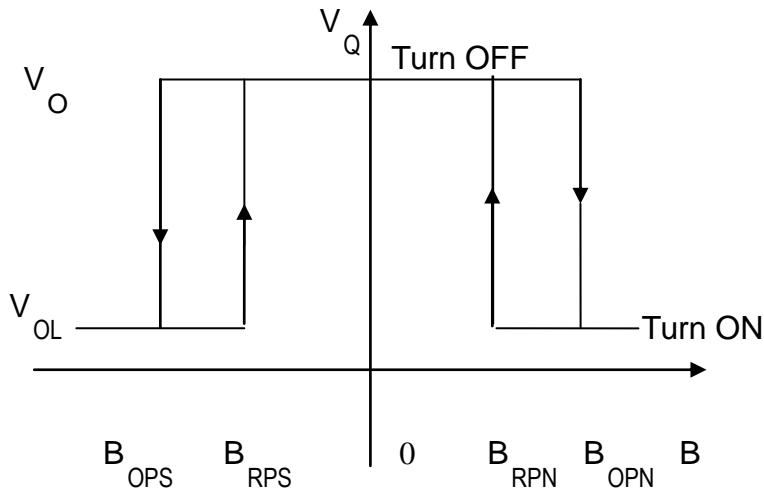 V Q
Turn OFF
V O
V OL
Turn ON
B OPS B RPS 0 B RPN B OPN B